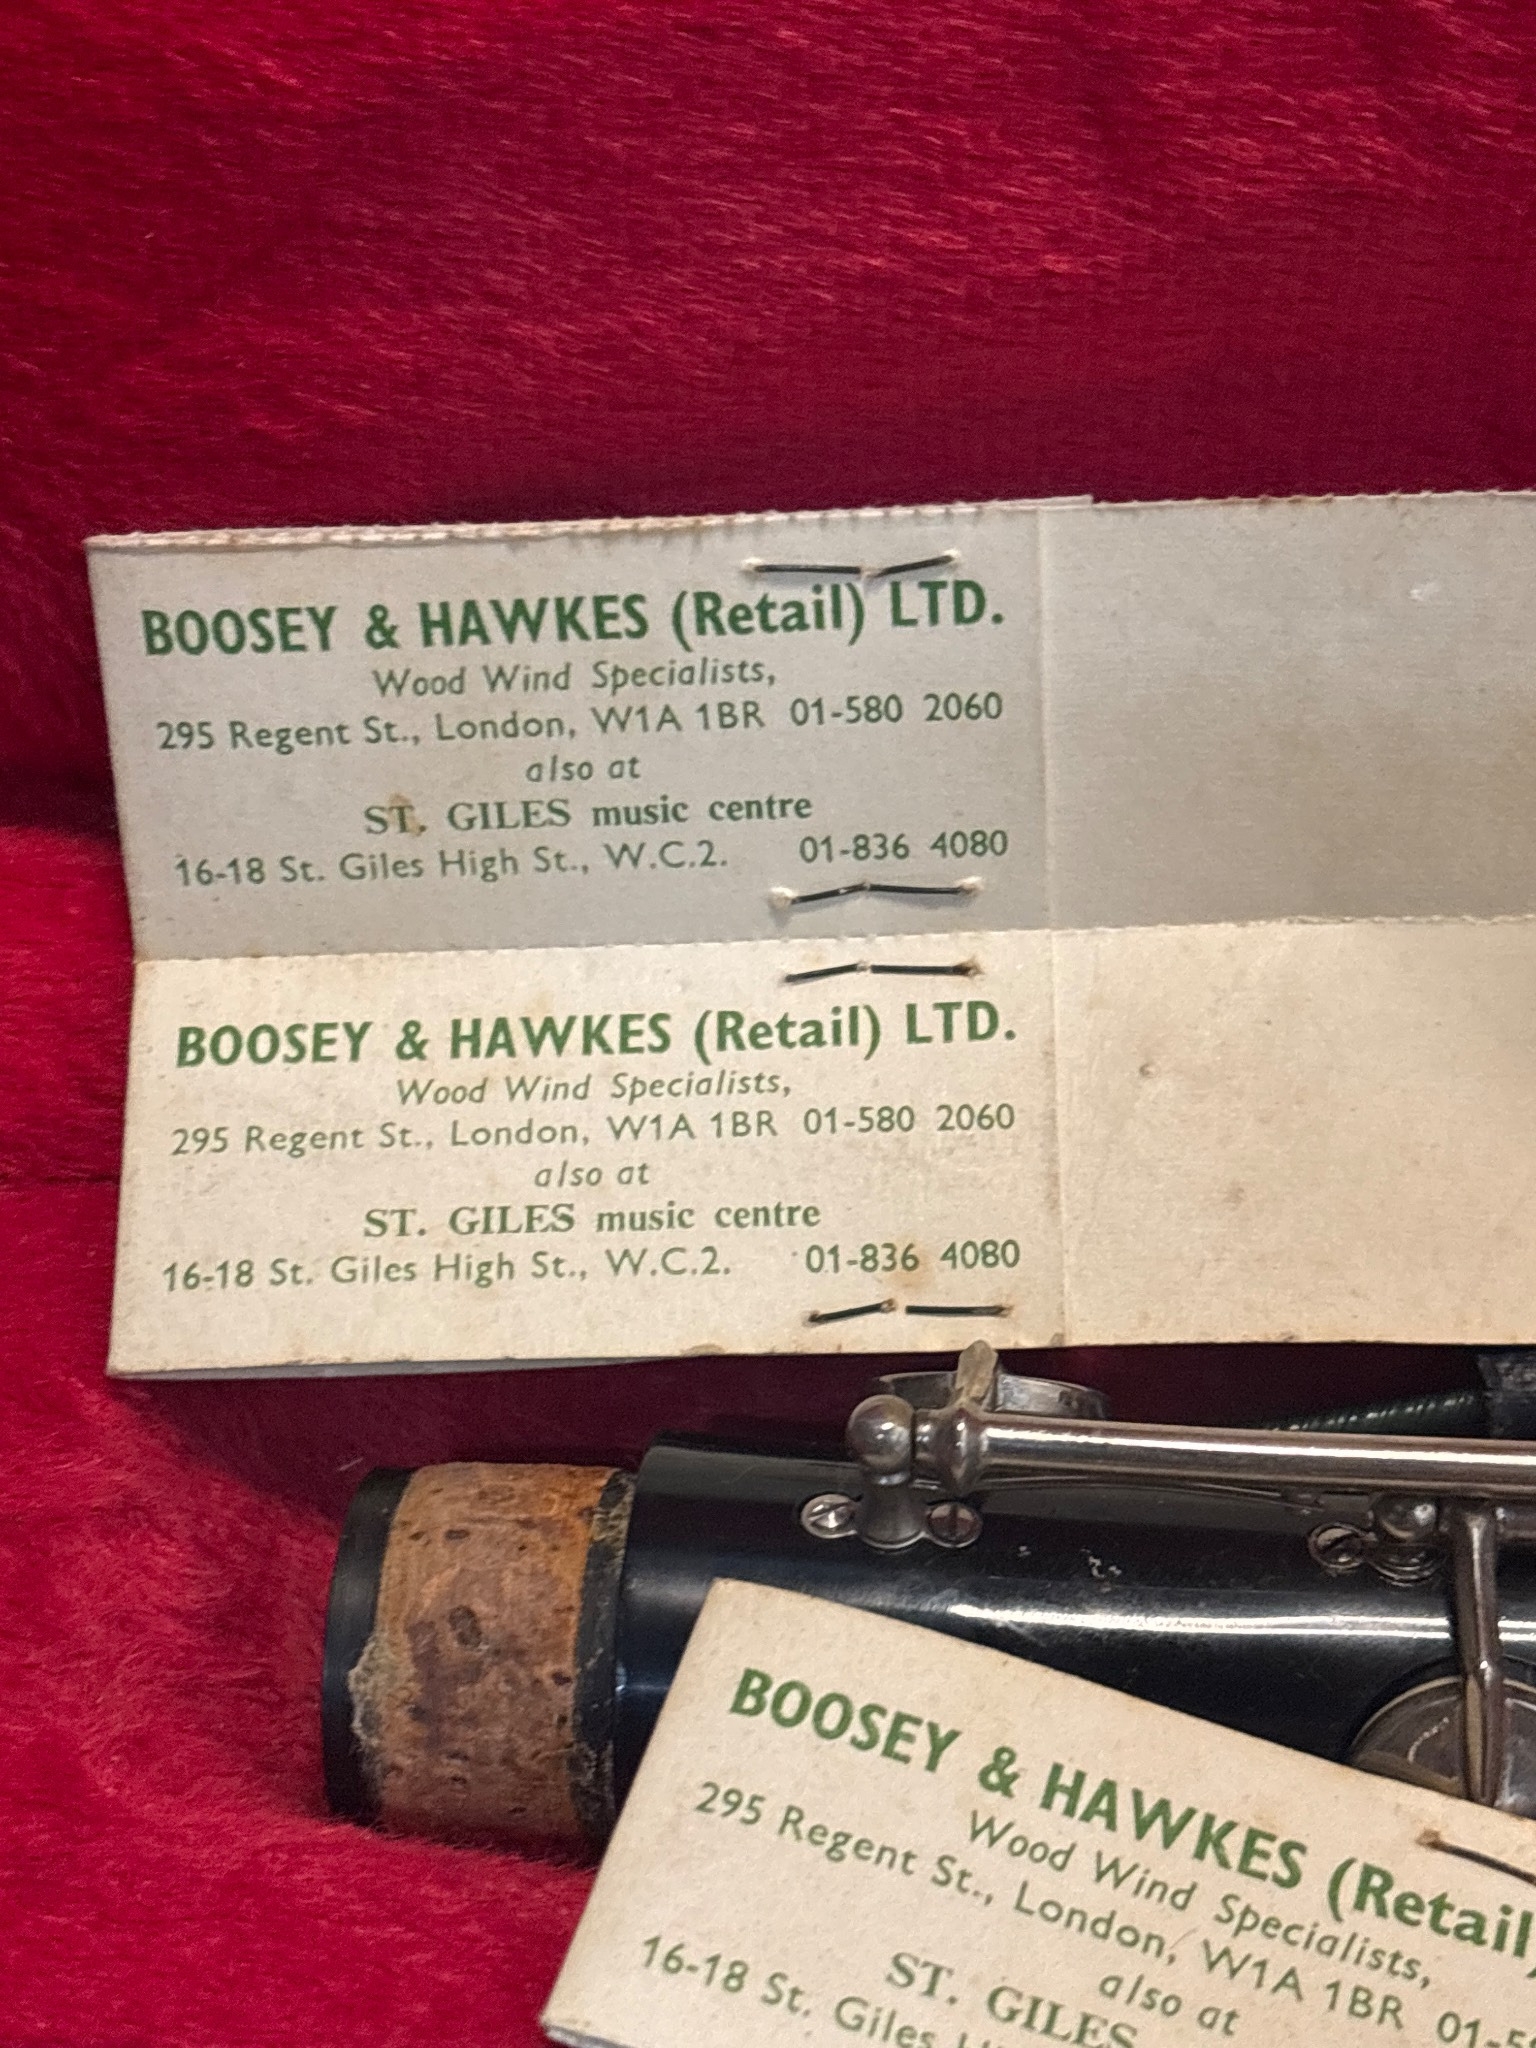 BOOSEY & HAWKES (Retail) LTD.
Wood Wind Specialists,
295 Regent St., London, W1A 1BR 01-580 2060
also at
ST. GILES music centre
16-18 St. Giles High St., W.C.2. 01-836 4080
BOOSEY & HAWKES (Retail) LTD.
Wood Wind Specialists,
295 Regent St., London, W1A 1BR 01-580 2060
also at
ST. GILES music centre
16-18 St. Giles High St., W.C.2. 01-836 4080
BOOSEY & HAWKES (Retail)
Wood Wind Specialists,
295 Regent St., London, W1A 1BR 01-5
also at
ST. GILES
16-18 St. Giles